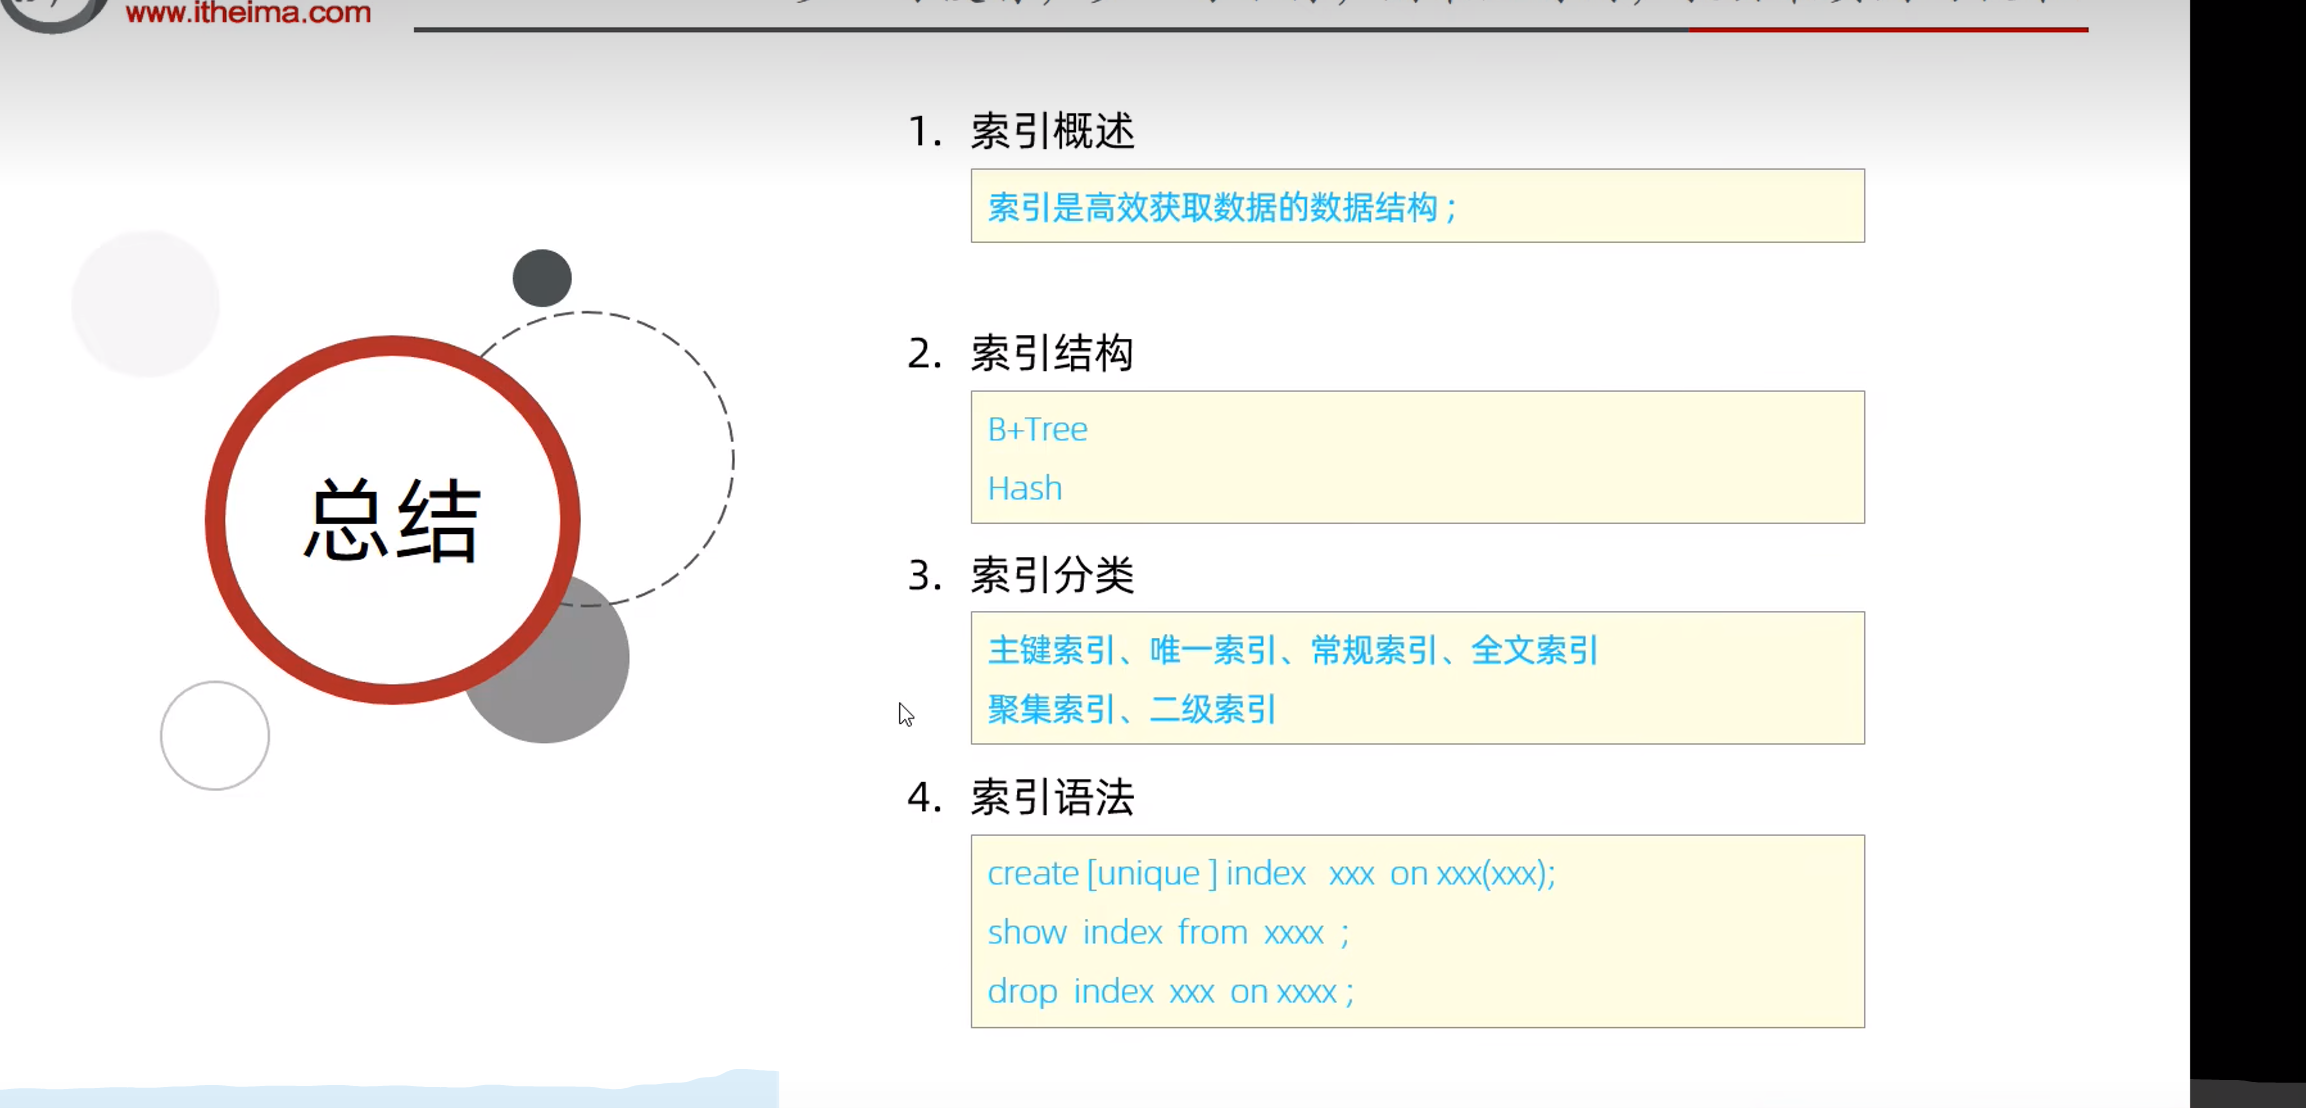 www.itheima.com
1. 索引概述
索引是高效获取数据的数据结构；
2. 索引结构
B+Tree
Hash
总结
3. 索引分类
主键索引、唯一索引、常规索引、全文索引
聚集索引、二级索引
4. 索引语法
create [unique ] index xxx on xxx(xxx);
show index from xxxx ;
drop index xxx on xxxx ;